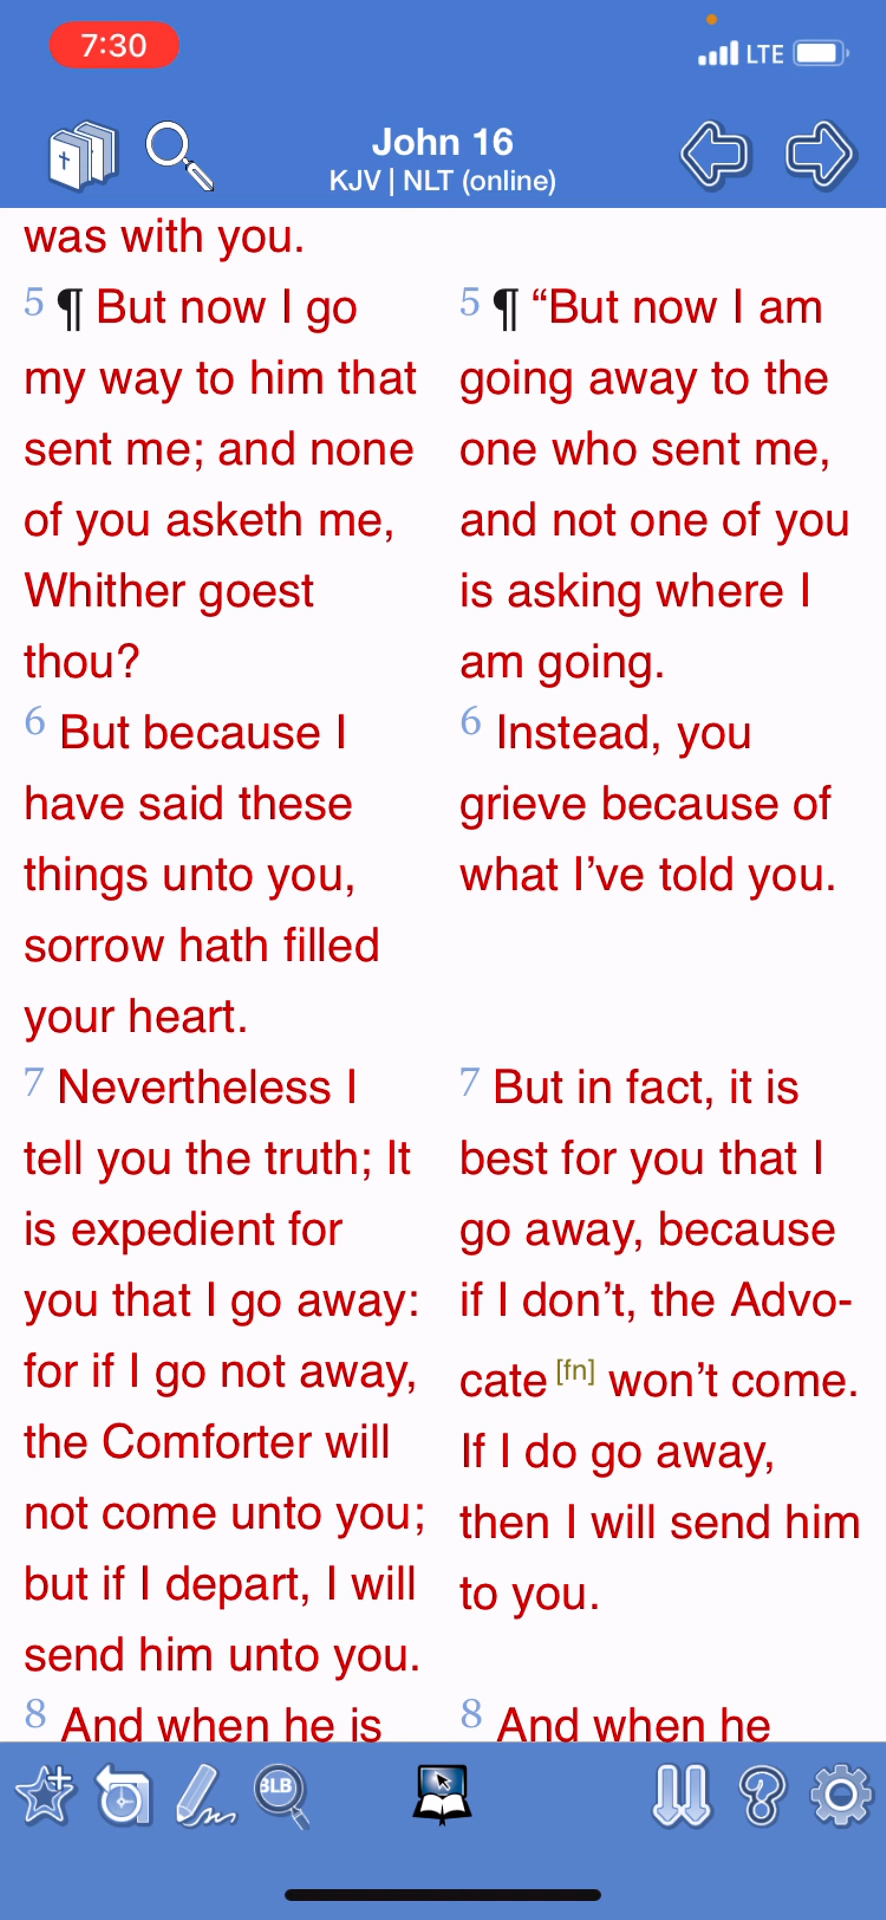 7:30
LTE
John 16
KJV | NLT (online)
was with you.
5 ¶ But now I go
my way to him that
sent me; and none
of you asketh me,
Whither goest
thou?
6 But because I
have said these
things unto you,
sorrow hath filled
your heart.
7 Nevertheless I
tell you the truth; It
is expedient for
you that I go away:
for if I go not away,
the Comforter will
not come unto you;
but if I depart, I will
send him unto you.
8 And when he is
5 ¶ “But now I am
going away to the
one who sent me,
and not one of you
is asking where I
am going.
6 Instead, you
grieve because of
what I’ve told you.
7 But in fact, it is
best for you that I
go away, because
if I don’t, the Advo-
cate [fn] won’t come.
If I do go away,
then I will send him
to you.
8 And when he
BLB